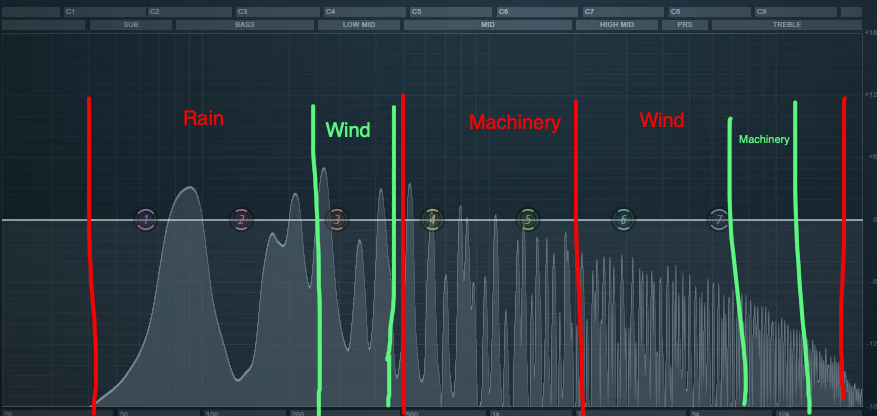 C1 C2 C3 C4 C5 C6 C7 C8 C9
SUB BASS LOW MID MID HIGH MID PRS TREBLE
+12
Rain Wind Machinery Wind Machinery
+6
1 2 3 4 5 6 7 0
-6
-12
20 50 100 200 500 1k 5k 10k